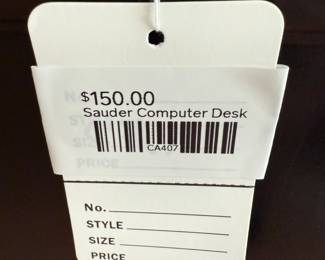 $150.00
Sauder Computer Desk
CA407
No.
STYLE
SIZE
PRICE